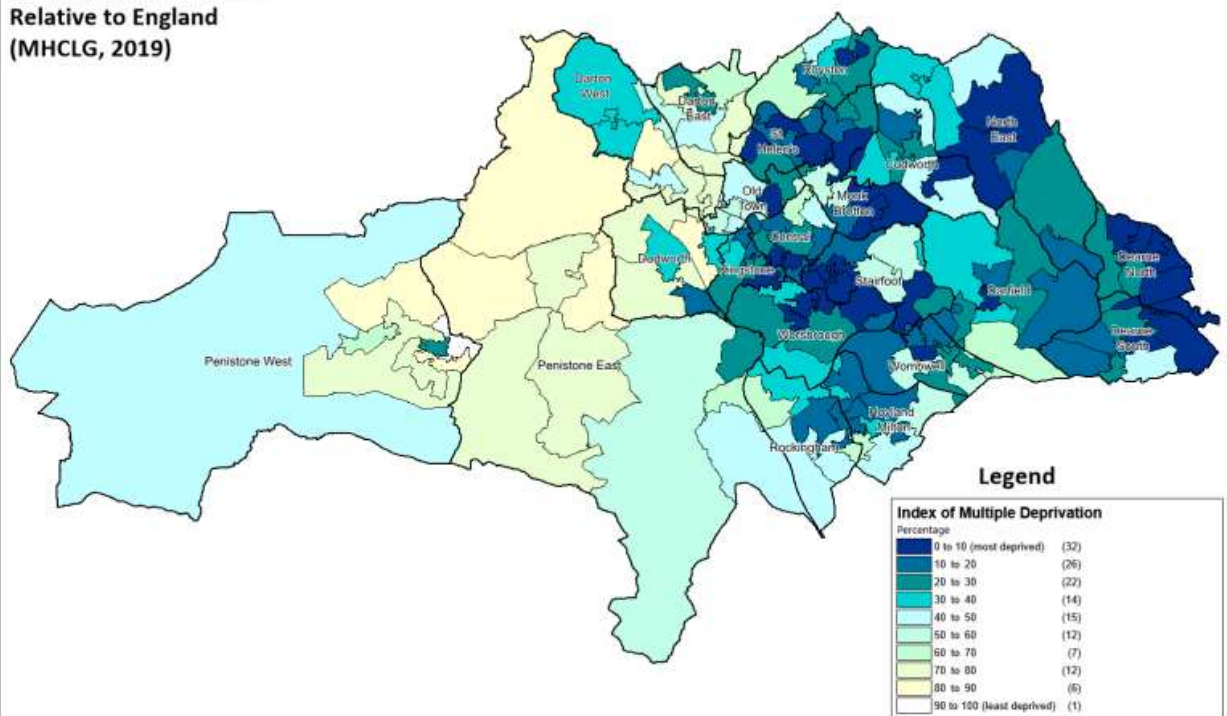 Relative to England
(MHCLG, 2019)
Darton
West
Darton
East
Royston
North
East
St
Helen's
Cudworth
Old
Town
Monk
Bretton
Dearne
North
Central
Dodworth
Kingstone
Stairfoot
Darfield
Dearne
South
Worsbrough
Penistone West
Penistone East
Wombwell
Hoyland
Milton
Rockingham
Legend
Index of Multiple Deprivation
Percentage
0 to 10 (most deprived) (32)
10 to 20 (26)
20 to 30 (22)
30 to 40 (14)
40 to 50 (15)
50 to 60 (12)
60 to 70 (7)
70 to 80 (12)
80 to 90 (6)
90 to 100 (least deprived) (1)